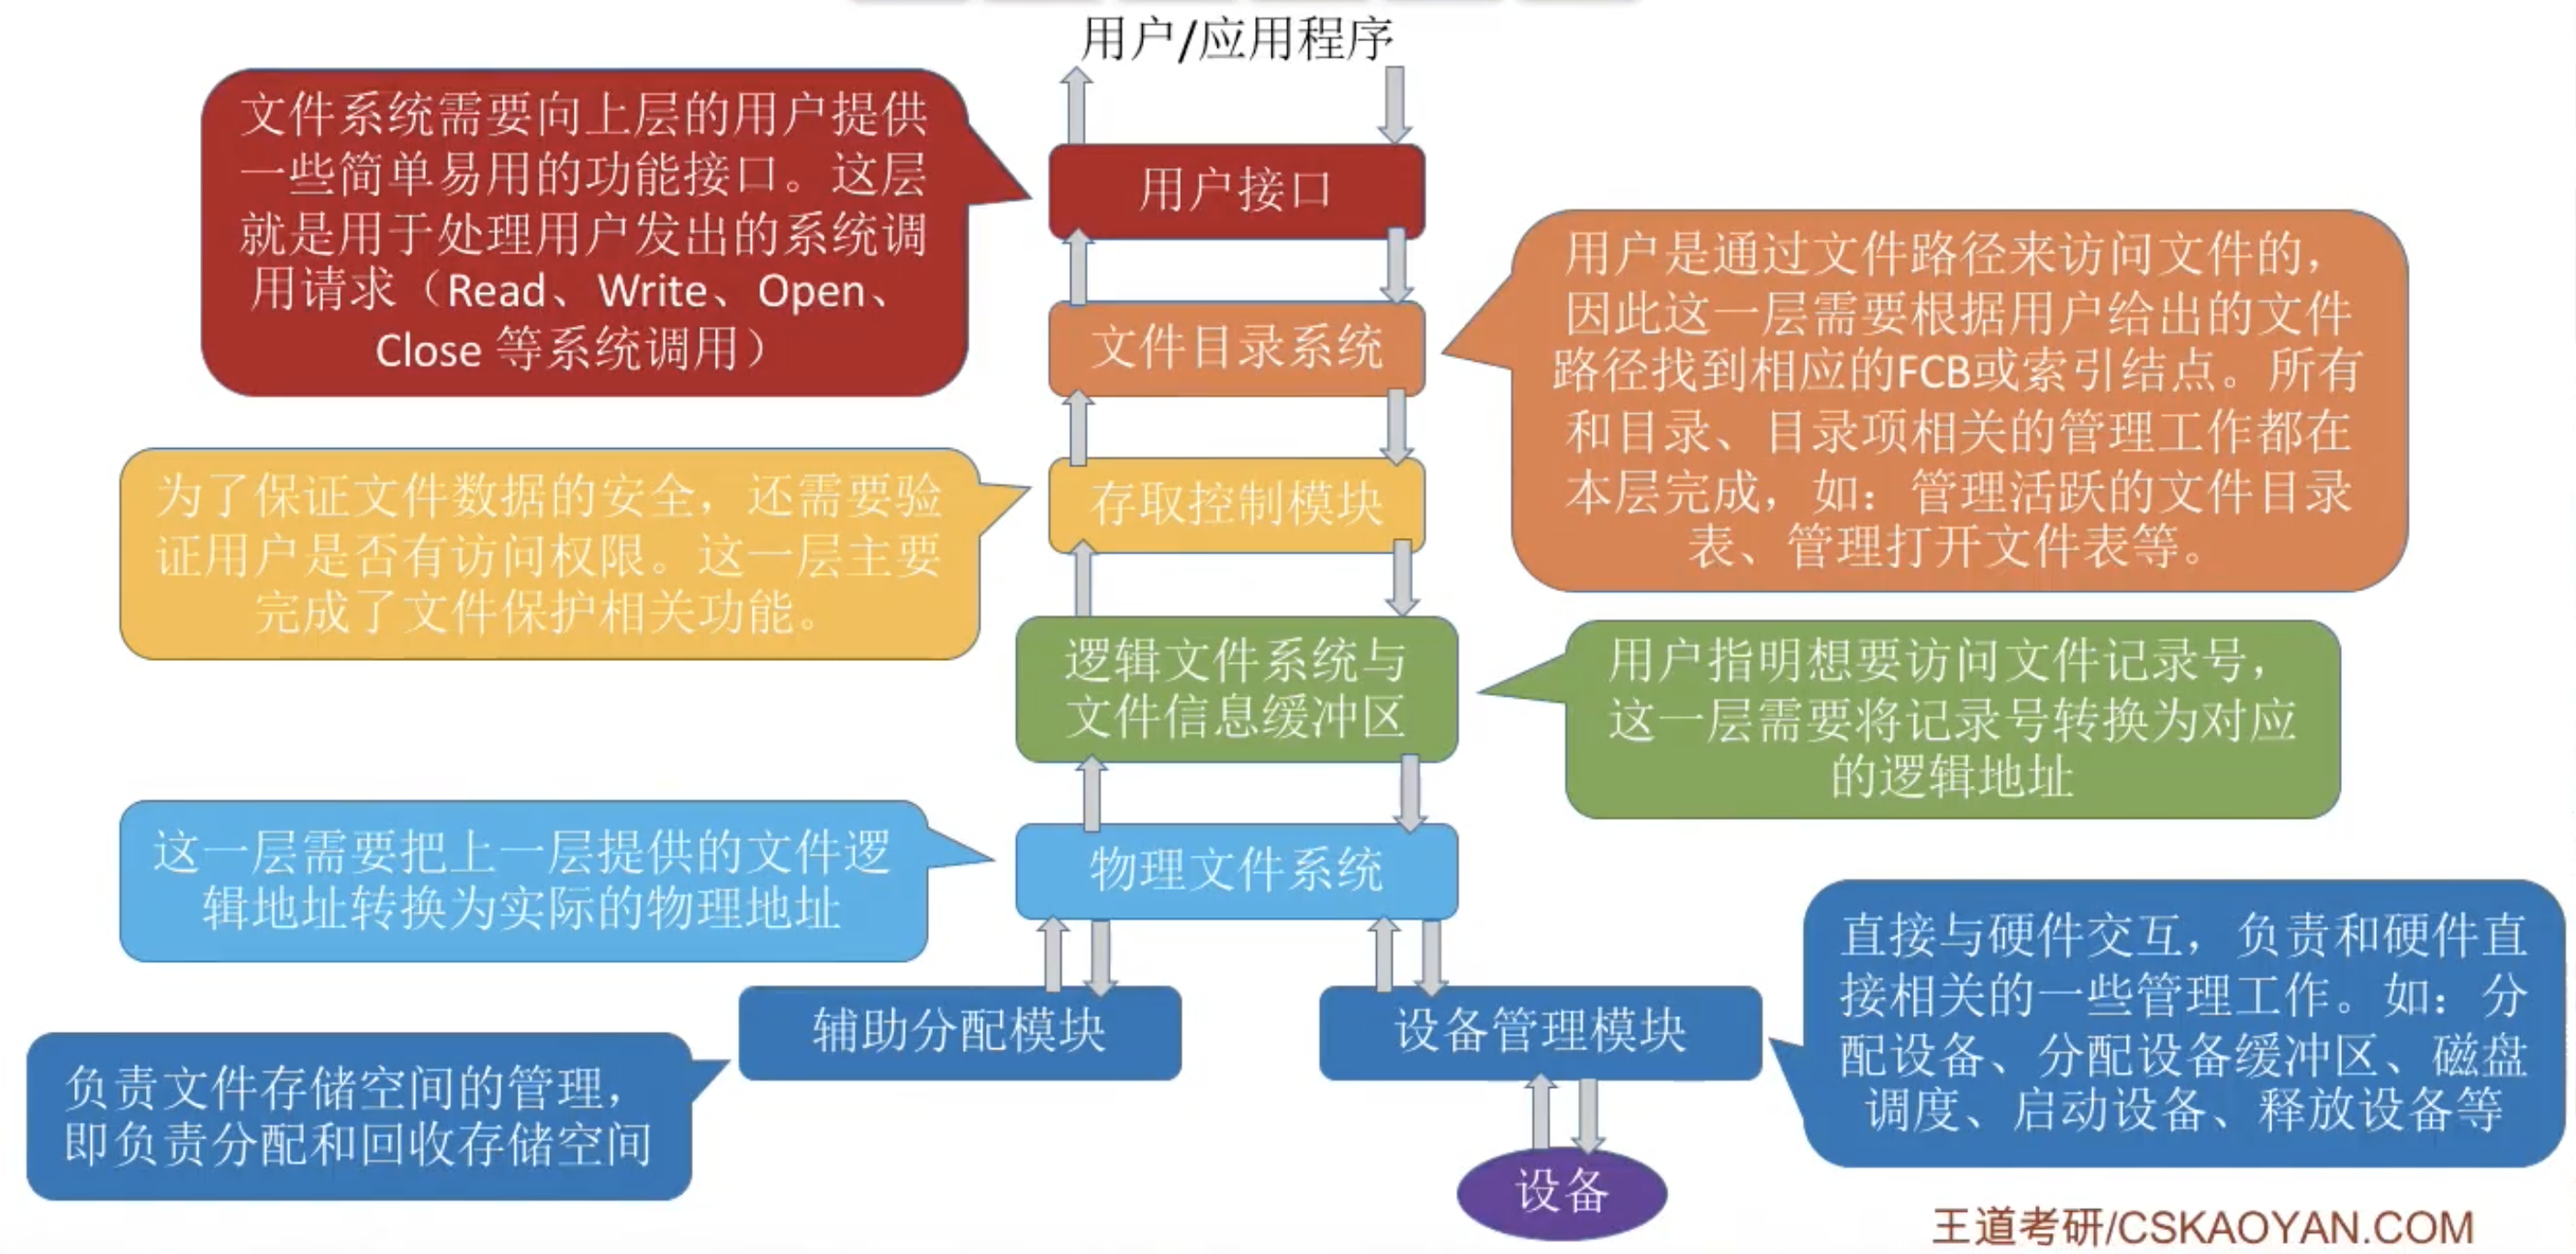 用户/应用程序
文件系统需要向上层的用户提供
一些简单易用的功能接口。这层
就是用于处理用户发出的系统调
用请求（Read、Write、Open、
Close 等系统调用）
用户接口
文件目录系统
用户是通过文件路径来访问文件的，
因此这一层需要根据用户给出的文件
路径找到相应的FCB或索引结点。所有
和目录、目录项相关的管理工作都在
本层完成，如：管理活跃的文件目录
表、管理打开文件表等。
为了保证文件数据的安全，还需要验
证用户是否有访问权限。这一层主要
完成了文件保护相关功能。
存取控制模块
逻辑文件系统与
文件信息缓冲区
用户指明想要访问文件记录号，
这一层需要将记录号转换为对应
的逻辑地址
这一层需要把上一层提供的文件逻
辑地址转换为实际的物理地址
物理文件系统
辅助分配模块
设备管理模块
直接与硬件交互，负责和硬件直
接相关的一些管理工作。如：分
配设备、分配设备缓冲区、磁盘
调度、启动设备、释放设备等
负责文件存储空间的管理，
即负责分配和回收存储空间
设备
王道考研/CSKAOYAN.COM